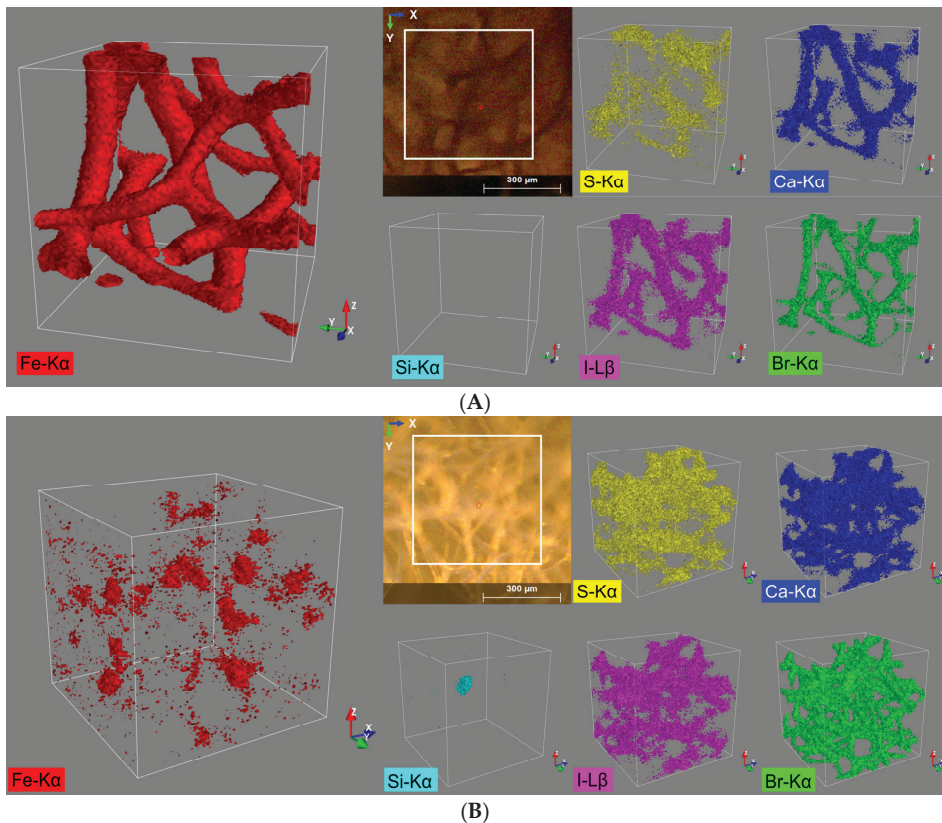 X
Y
300 µm
S-Kα
Ca-Kα
Z
Y
X
Fe-Kα
Si-Kα
I-Lβ
Br-Kα
(A)
X
Y
300 µm
S-Kα
Ca-Kα
Z
X
Y
Fe-Kα
Si-Kα
I-Lβ
Br-Kα
(B)